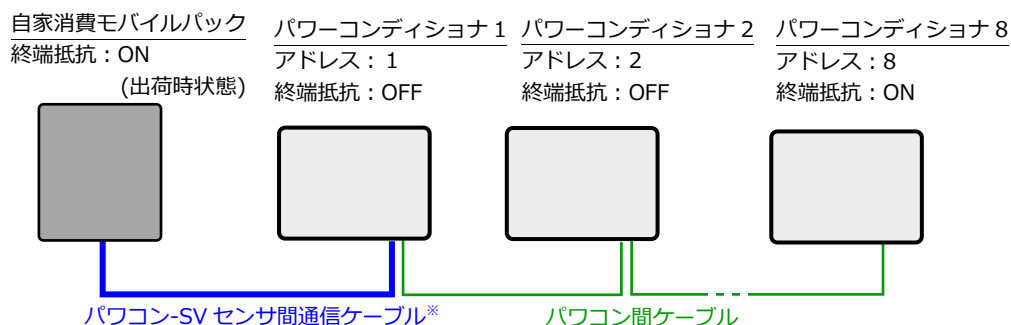 自家消費モバイルパック
終端抵抗：ON
(出荷時状態)
パワーコンディショナ 1
アドレス： 1
終端抵抗：OFF
パワーコンディショナ 2
アドレス：2
終端抵抗：OFF
パワーコンディショナ 8
アドレス：8
終端抵抗：ON
パワコン-SV センサ間通信ケーブル※
パワコン間ケーブル